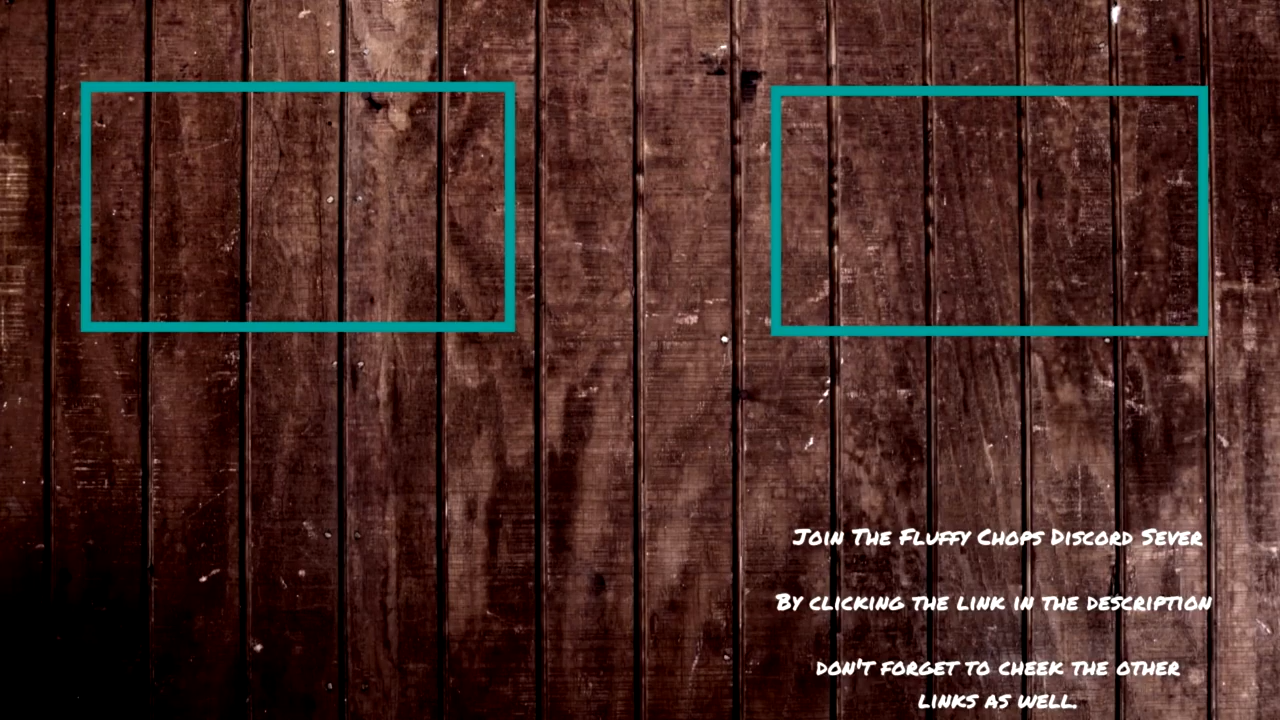 Join The Fluffy Chops Discord Sever
By clicking the link in the description
don't forget to cheek the other
links as well.